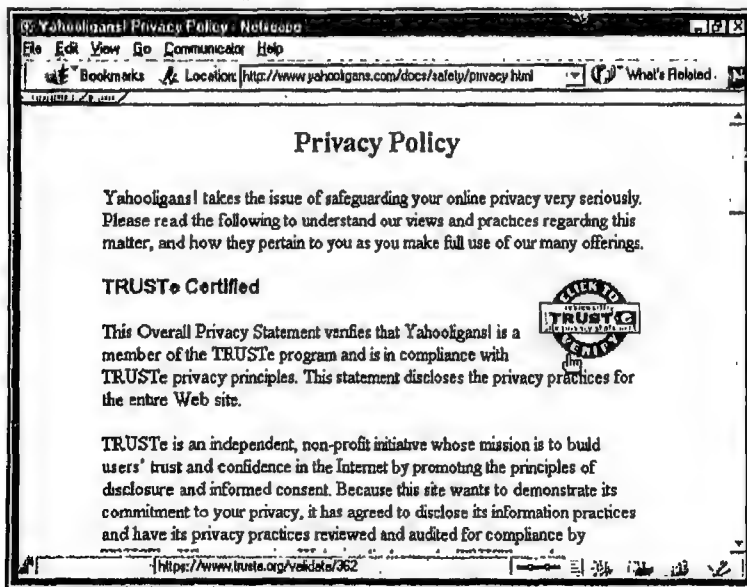 Yahooligans! Privacy Policy - Netscape
File Edit View Go Communicator Help
Bookmarks Location: http://www.yahooligans.com/docs/safety/privacy.html What's Related
Privacy Policy
Yahooligans! takes the issue of safeguarding your online privacy very seriously.
Please read the following to understand our views and practices regarding this
matter, and how they pertain to you as you make full use of our many offerings.
TRUSTe Certified
CLICK TO
TRUSTe
VERIFY
This Overall Privacy Statement verifies that Yahooligans! is a
member of the TRUSTe program and is in compliance with
TRUSTe privacy principles. This statement discloses the privacy practices for
the entire Web site.
TRUSTe is an independent, non-profit initiative whose mission is to build
users' trust and confidence in the Internet by promoting the principles of
disclosure and informed consent. Because this site wants to demonstrate its
commitment to your privacy, it has agreed to disclose its information practices
and have its privacy practices reviewed and audited for compliance by
https://www.truste.org/validate/362